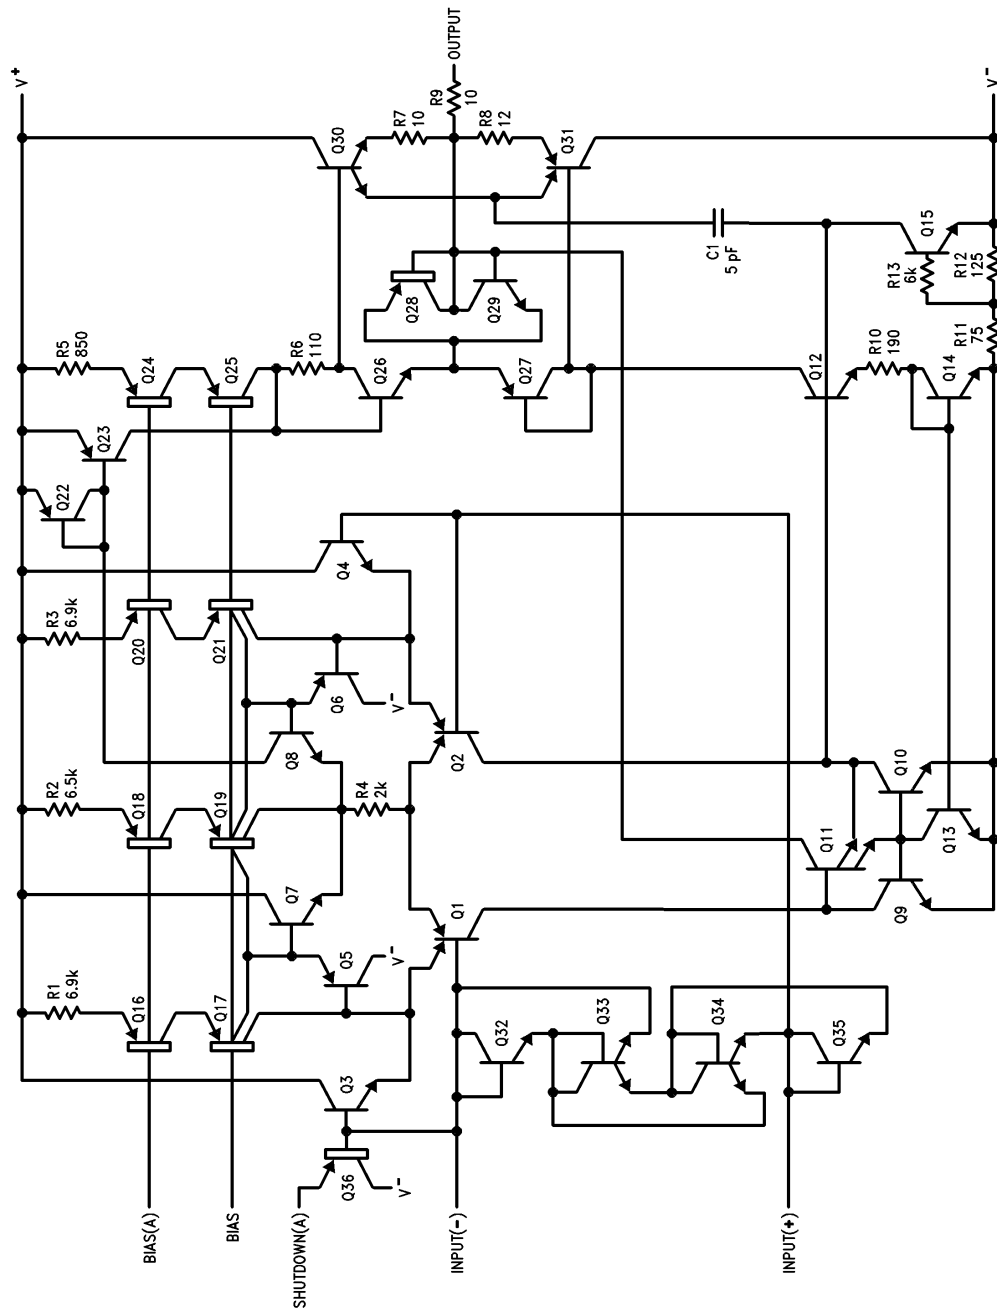 V+
R1
6.9k
R2
6.5k
R3
6.9k
R5
850
Q22
Q23
BIAS(A)
Q16
Q18
Q20
Q24
BIAS
Q17
Q19
Q21
Q25
R6
110
Q30
R7
10
R9
10
OUTPUT
R8
12
Q31
SHUTDOWN(A)
Q36
V-
Q3
Q5
V-
Q7
Q8
Q6
V-
Q4
R4
2k
Q26
Q28
Q29
Q27
INPUT(-)
Q1
Q2
Q32
Q33
Q34
Q35
INPUT(+)
C1
5 pF
Q11
Q9
Q10
Q13
Q12
R10
190
Q14
R11
75
R13
6k
R12
125
Q15
V-